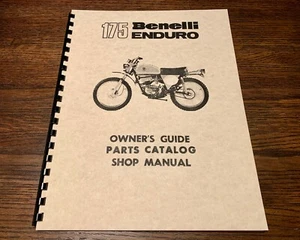 175 Benelli
ENDURO
OWNER'S GUIDE
PARTS CATALOG
SHOP MANUAL